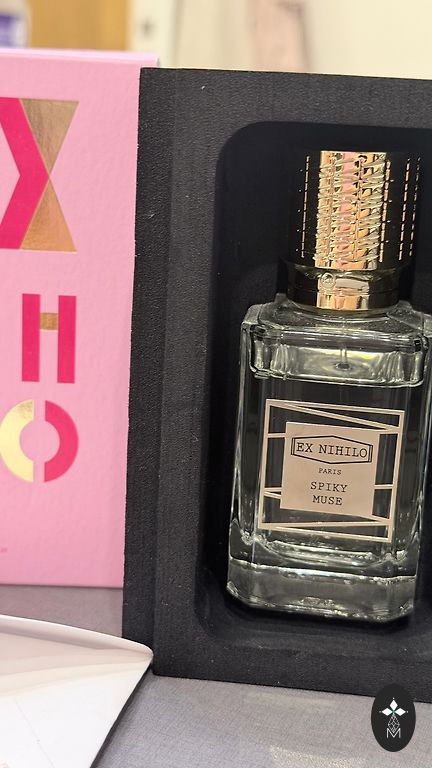 X
H
O
EX NIHILO
PARIS
SPIKY
MUSE
M